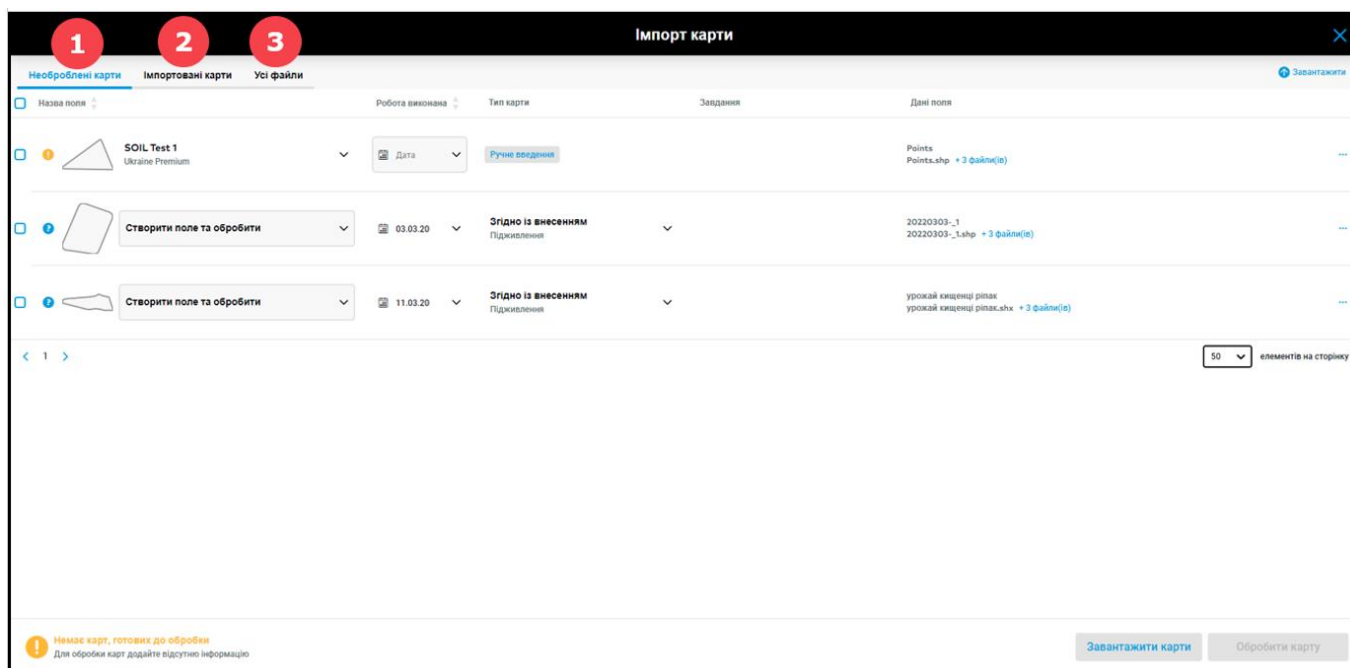 Імпорт карти
1 2 3
Необроблені карти Імпортовані карти Усі файли Завантажити
Назва поля Робота виконана Тип карти Завдання Дані поля
SOIL Test 1
Ukraine Premium
Дата
Ручне введення
Points
Points.shp + 3 файли(ів)
Створити поле та обробити
03.03.20
Згідно із внесенням
Підживлення
20220303-_1
20220303-_1.shp + 3 файли(ів)
Створити поле та обробити
11.03.20
Згідно із внесенням
Підживлення
урожай кищенці ріпак
урожай кищенці ріпак.shx + 3 файли(ів)
< 1 > 50 елементів на сторінку
Немає карт, готових до обробки
Для обробки карт додайте відсутню інформацію
Завантажити карти Обробити карту